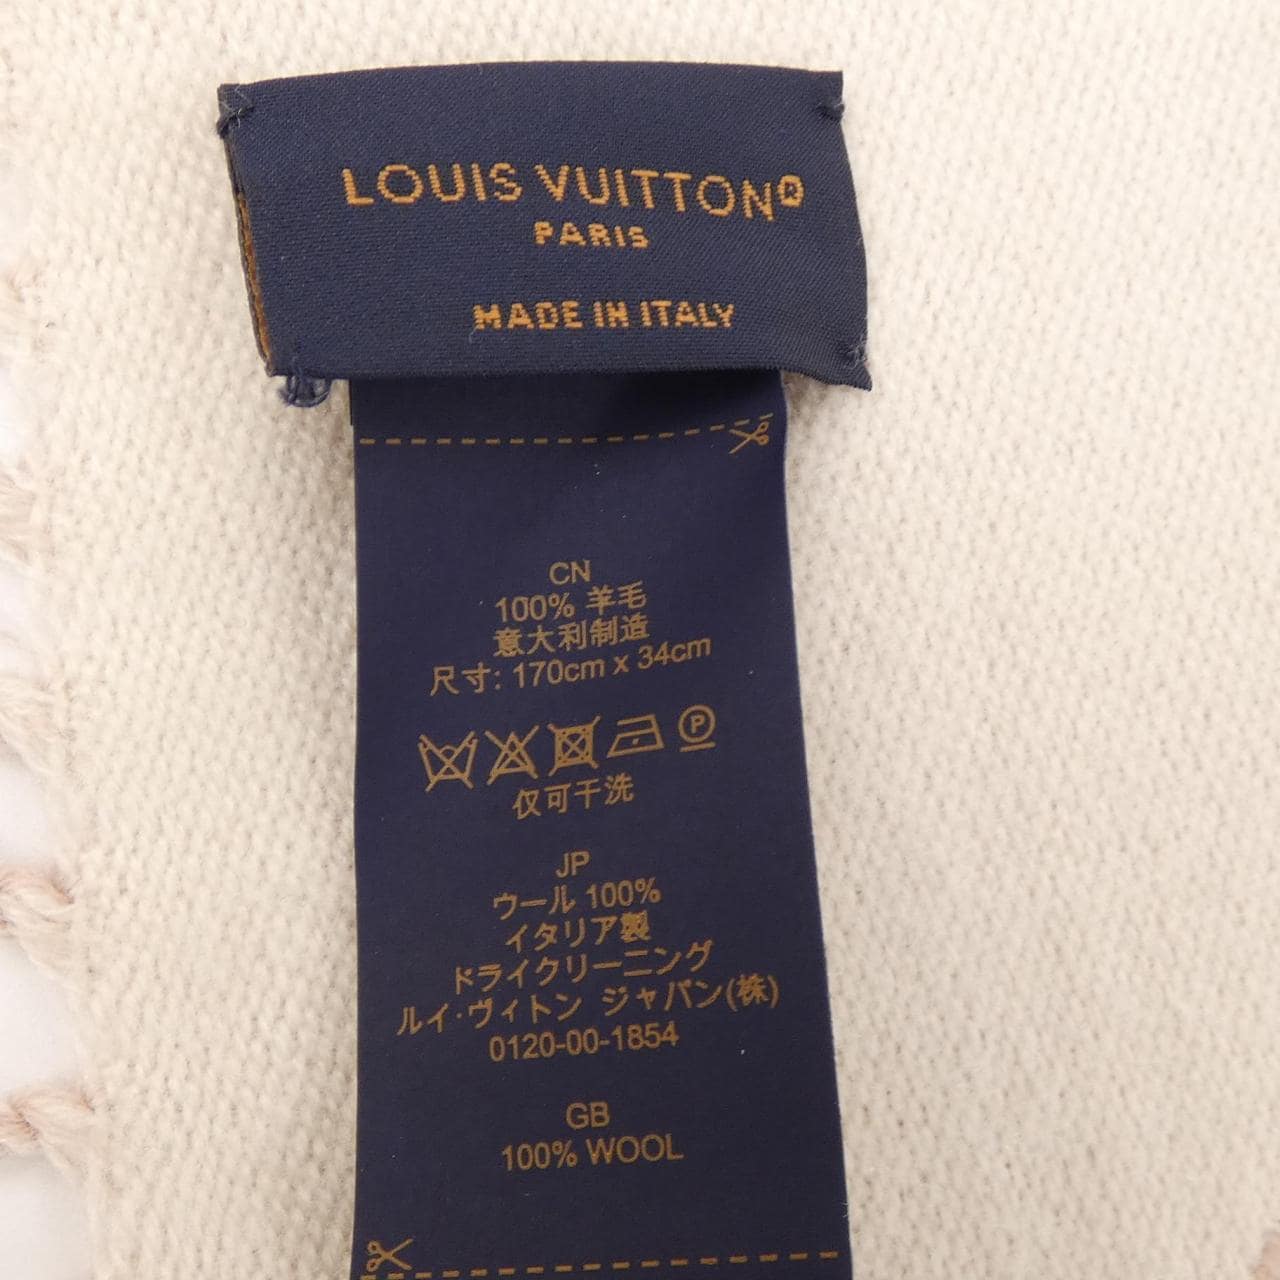 LOUIS VUITTON®
PARIS
MADE IN ITALY
CN
100% 羊毛
意大利制造
尺寸: 170cm x 34cm
P
仅可干洗
JP
ウール 100%
イタリア製
ドライクリーニング
ルイ·ヴィトン ジャパン(株)
0120-00-1854
GB
100% WOOL